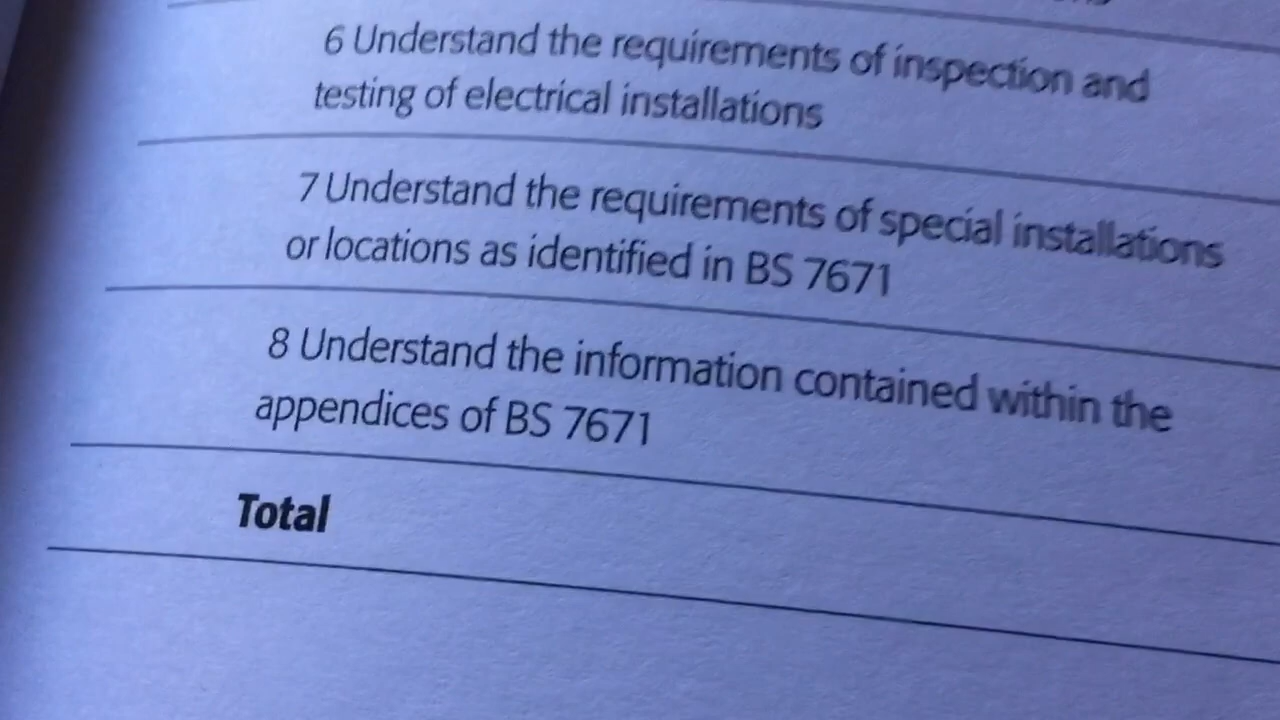 6 Understand the requirements of inspection and
testing of electrical installations
7 Understand the requirements of special installations
or locations as identified in BS 7671
8 Understand the information contained within the
appendices of BS 7671
Total